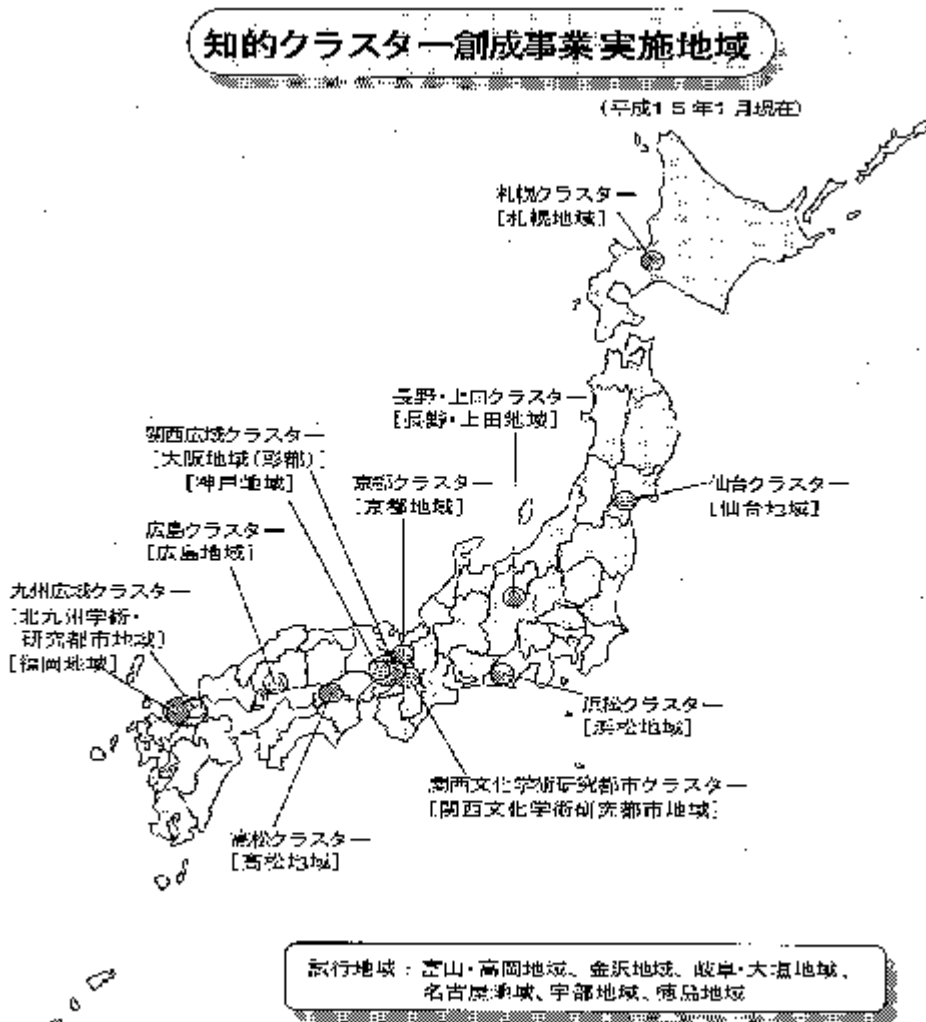 知的クラスター創成事業実施地域
(平成15年1月現在)
札幌クラスター
[札幌地域]
長野・上田クラスター
[長野・上田地域]
関西広域クラスター
[大阪地域(彩都)]
[神戸地域]
京都クラスター
[京都地域]
仙台クラスター
[仙台地域]
広島クラスター
[広島地域]
九州広域クラスター
[北九州学術・
研究都市地域]
[福岡地域]
浜松クラスター
[浜松地域]
関西文化学術研究都市クラスター
[関西文化学術研究都市地域]
高松クラスター
[高松地域]
試行地域：富山・高岡地域、金沢地域、岐阜・大垣地域、
名古屋地域、宇部地域、徳島地域